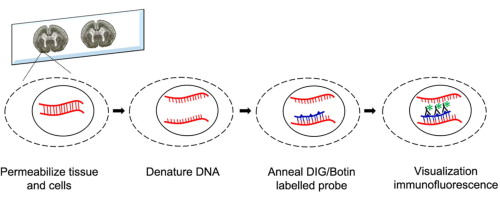 Permeabilize tissue
and cells
Denature DNA
Anneal DIG/Botin
labelled probe
Visualization
immunofluorescence